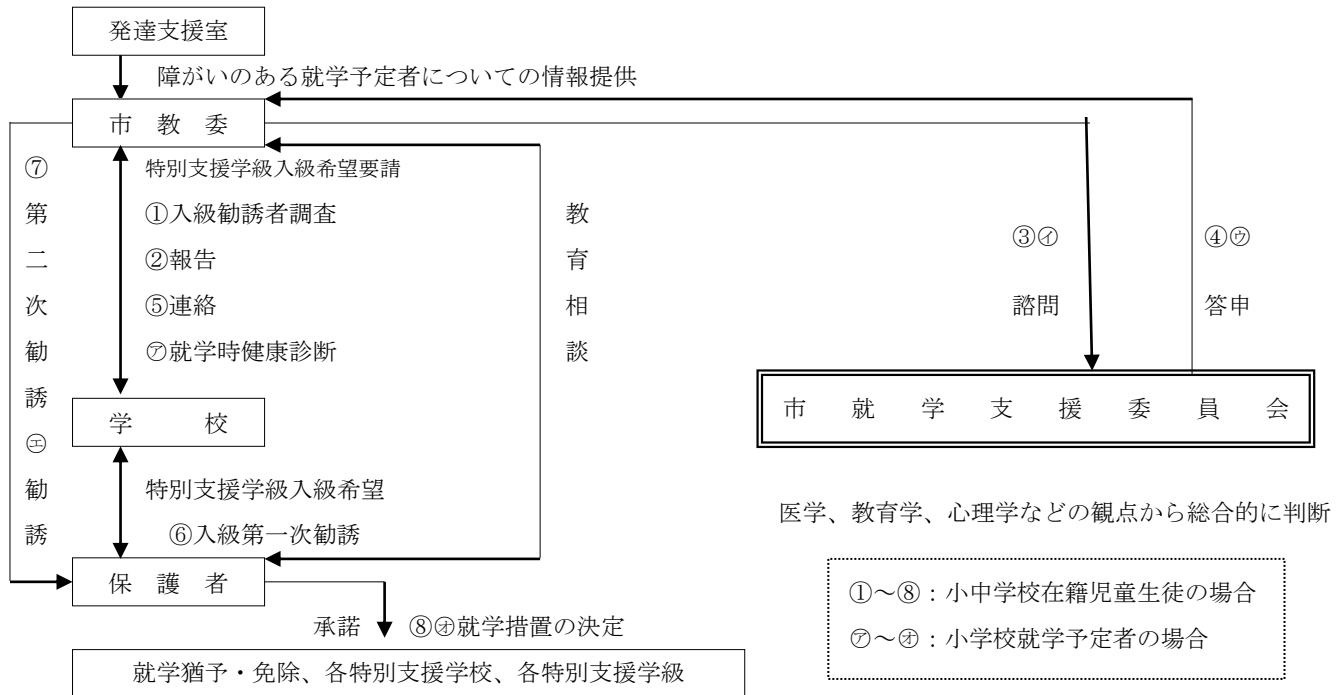 発達支援室
障がいのある就学予定者についての情報提供
市教委
特別支援学級入級希望要請
①入級勧誘者調査
②報告
⑤連絡
㋐就学時健康診断
⑦第二次勧誘㋓勧誘
教育相談
③㋑
諮問
④㋒
答申
市就学支援委員会
学校
特別支援学級入級希望
⑥入級第一次勧誘
医学、教育学、心理学などの観点から総合的に判断
保護者
①~⑧:小中学校在籍児童生徒の場合
㋐~㋔:小学校就学予定者の場合
承諾 ⑧㋔就学措置の決定
就学猶予・免除、各特別支援学校、各特別支援学級